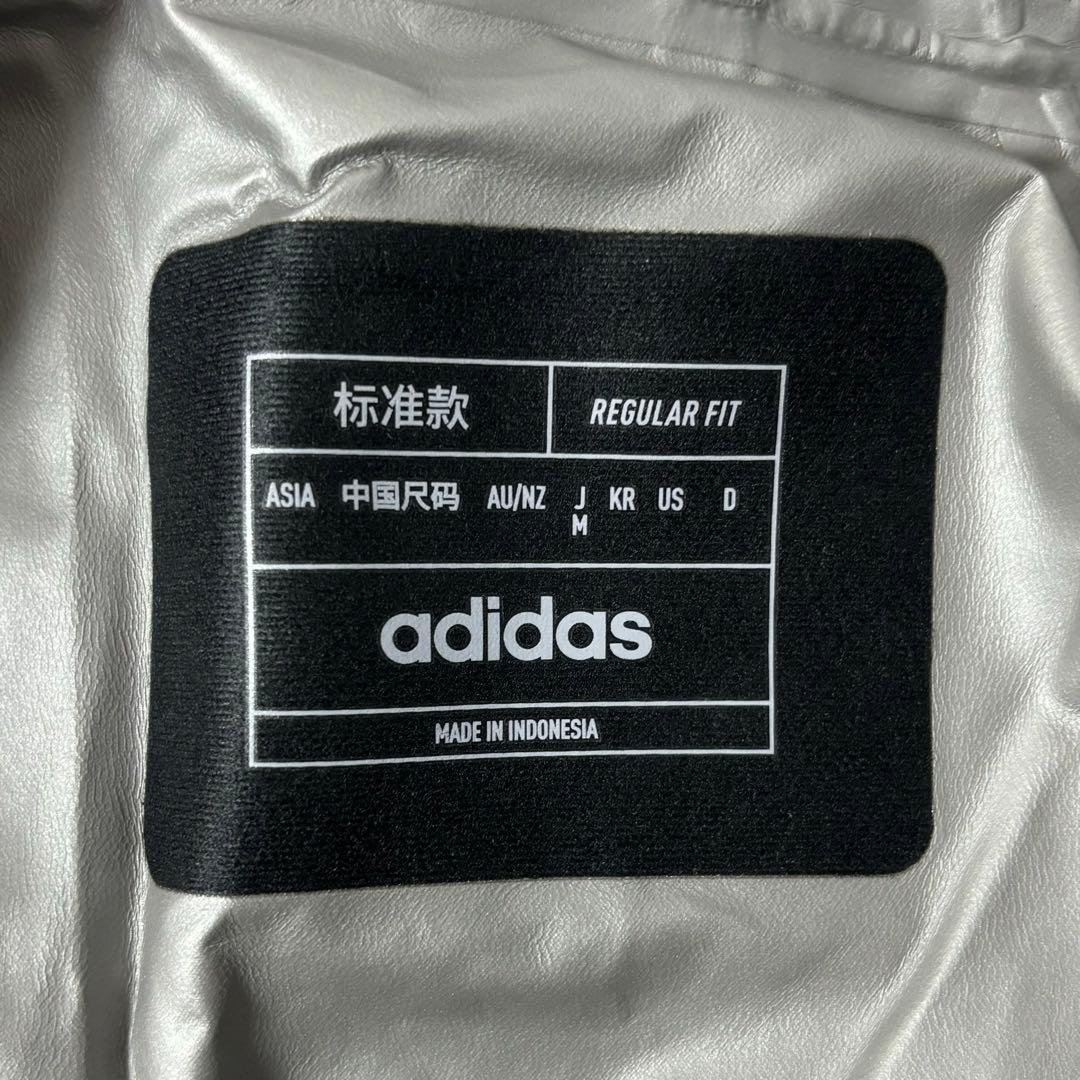 标准款 REGULAR FIT
ASIA 中国尺码 AU/NZ J KR US D
M
adidas
MADE IN INDONESIA